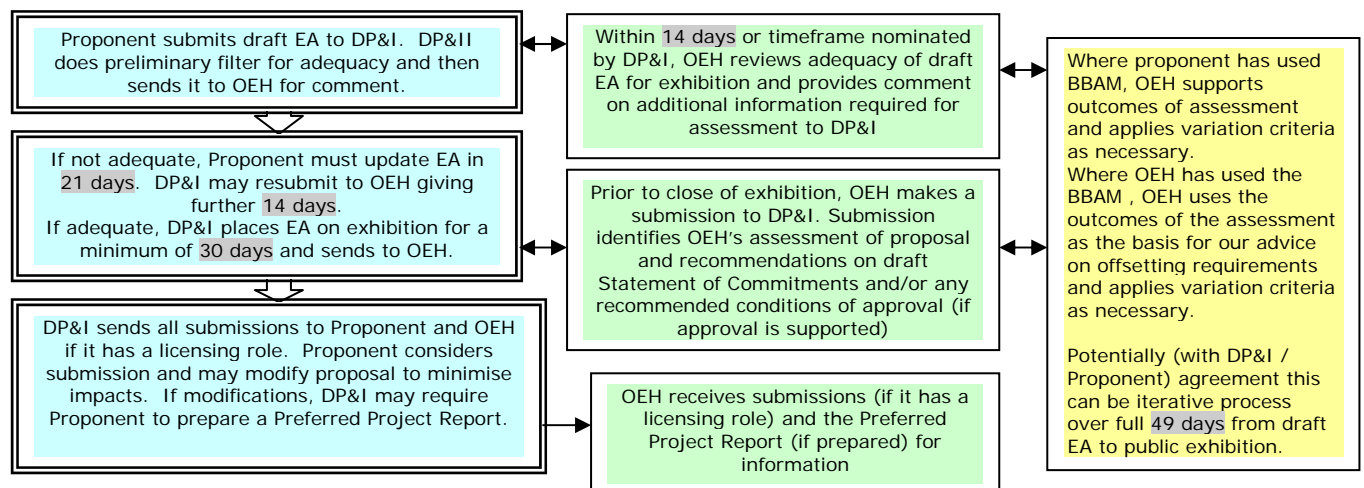 Proponent submits draft EA to DP&I. DP&II
does preliminary filter for adequacy and then
sends it to OEH for comment.
Within 14 days or timeframe nominated
by DP&I, OEH reviews adequacy of draft
EA for exhibition and provides comment
on additional information required for
assessment to DP&I
Where proponent has used
BBAM, OEH supports
outcomes of assessment
and applies variation criteria
as necessary.
Where OEH has used the
BBAM , OEH uses the
outcomes of the assessment
as the basis for our advice
on offsetting requirements
and applies variation criteria
as necessary.
Potentially (with DP&I /
Proponent) agreement this
can be iterative process
over full 49 days from draft
EA to public exhibition.
If not adequate, Proponent must update EA in
21 days. DP&I may resubmit to OEH giving
further 14 days.
If adequate, DP&I places EA on exhibition for a
minimum of 30 days and sends to OEH.
Prior to close of exhibition, OEH makes a
submission to DP&I. Submission
identifies OEH's assessment of proposal
and recommendations on draft
Statement of Commitments and/or any
recommended conditions of approval (if
approval is supported)
DP&I sends all submissions to Proponent and OEH
if it has a licensing role. Proponent considers
submission and may modify proposal to minimise
impacts. If modifications, DP&I may require
Proponent to prepare a Preferred Project Report.
OEH receives submissions (if it has a
licensing role) and the Preferred
Project Report (if prepared) for
information